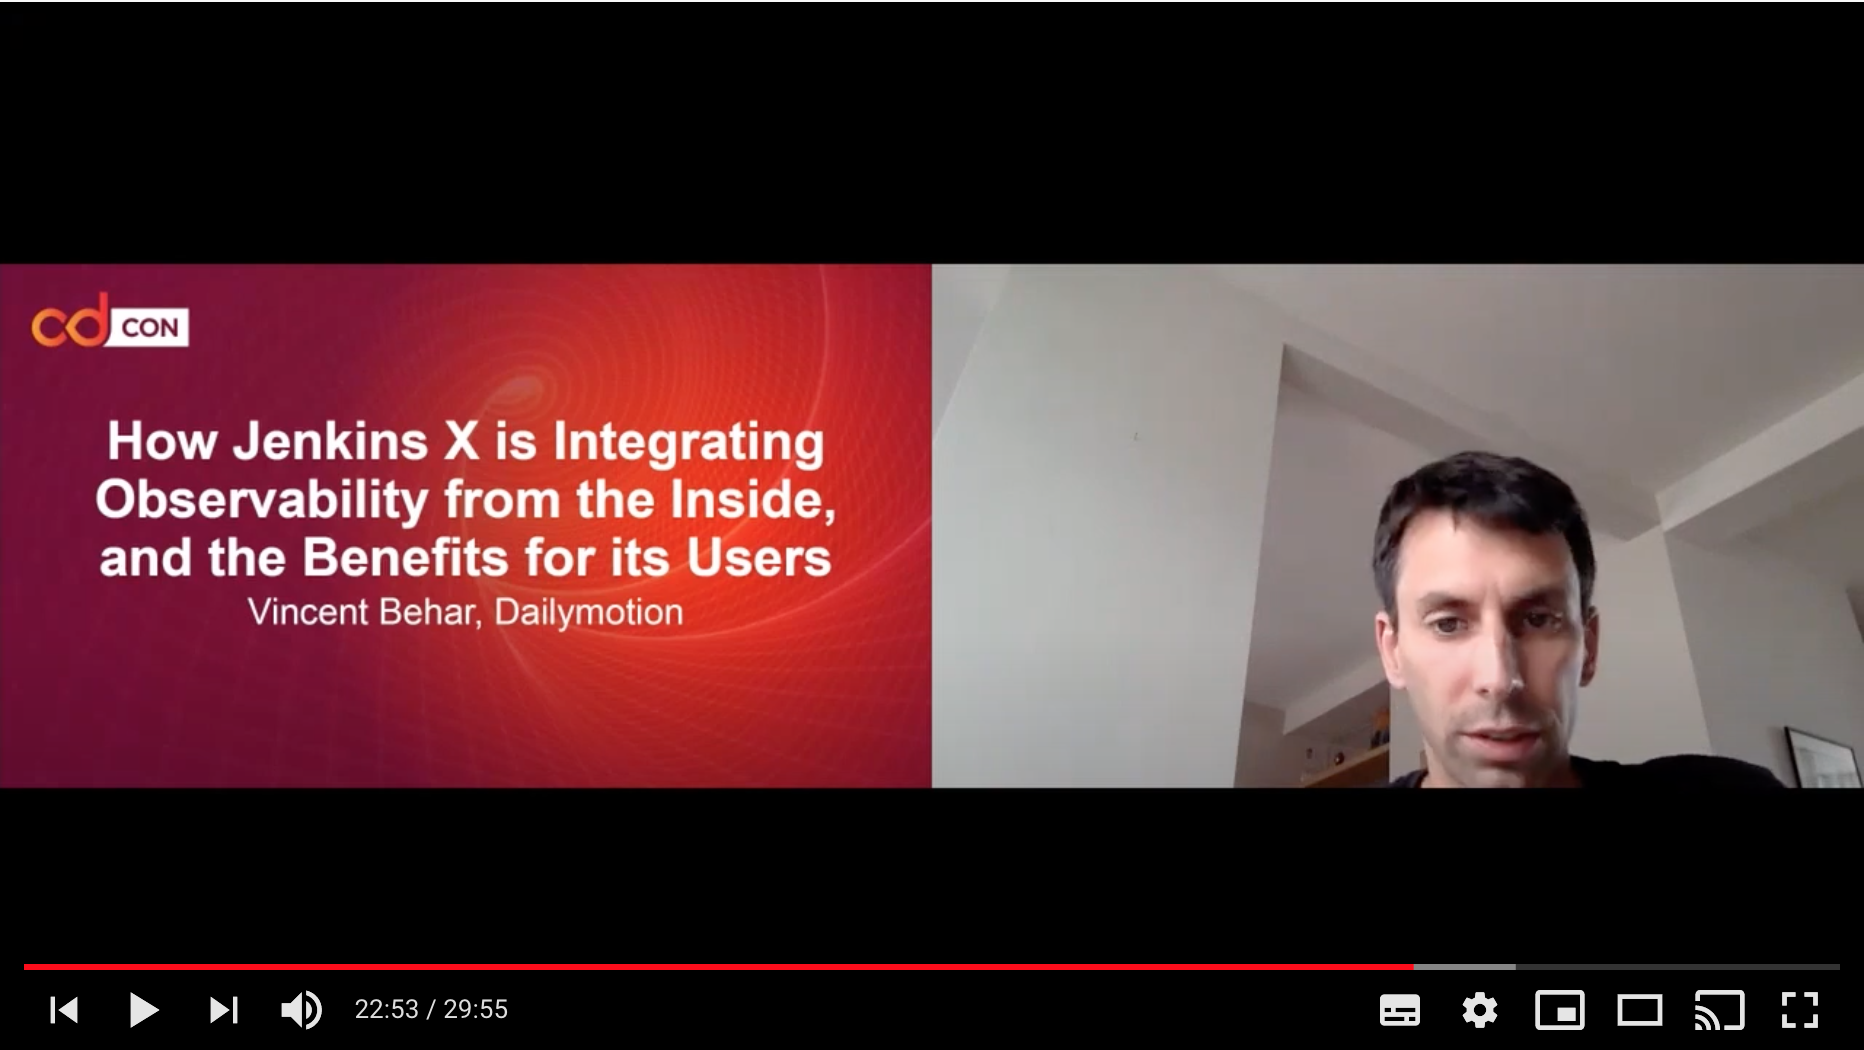 cd CON
How Jenkins X is Integrating
Observability from the Inside,
and the Benefits for its Users
Vincent Behar, Dailymotion
22:53 / 29:55